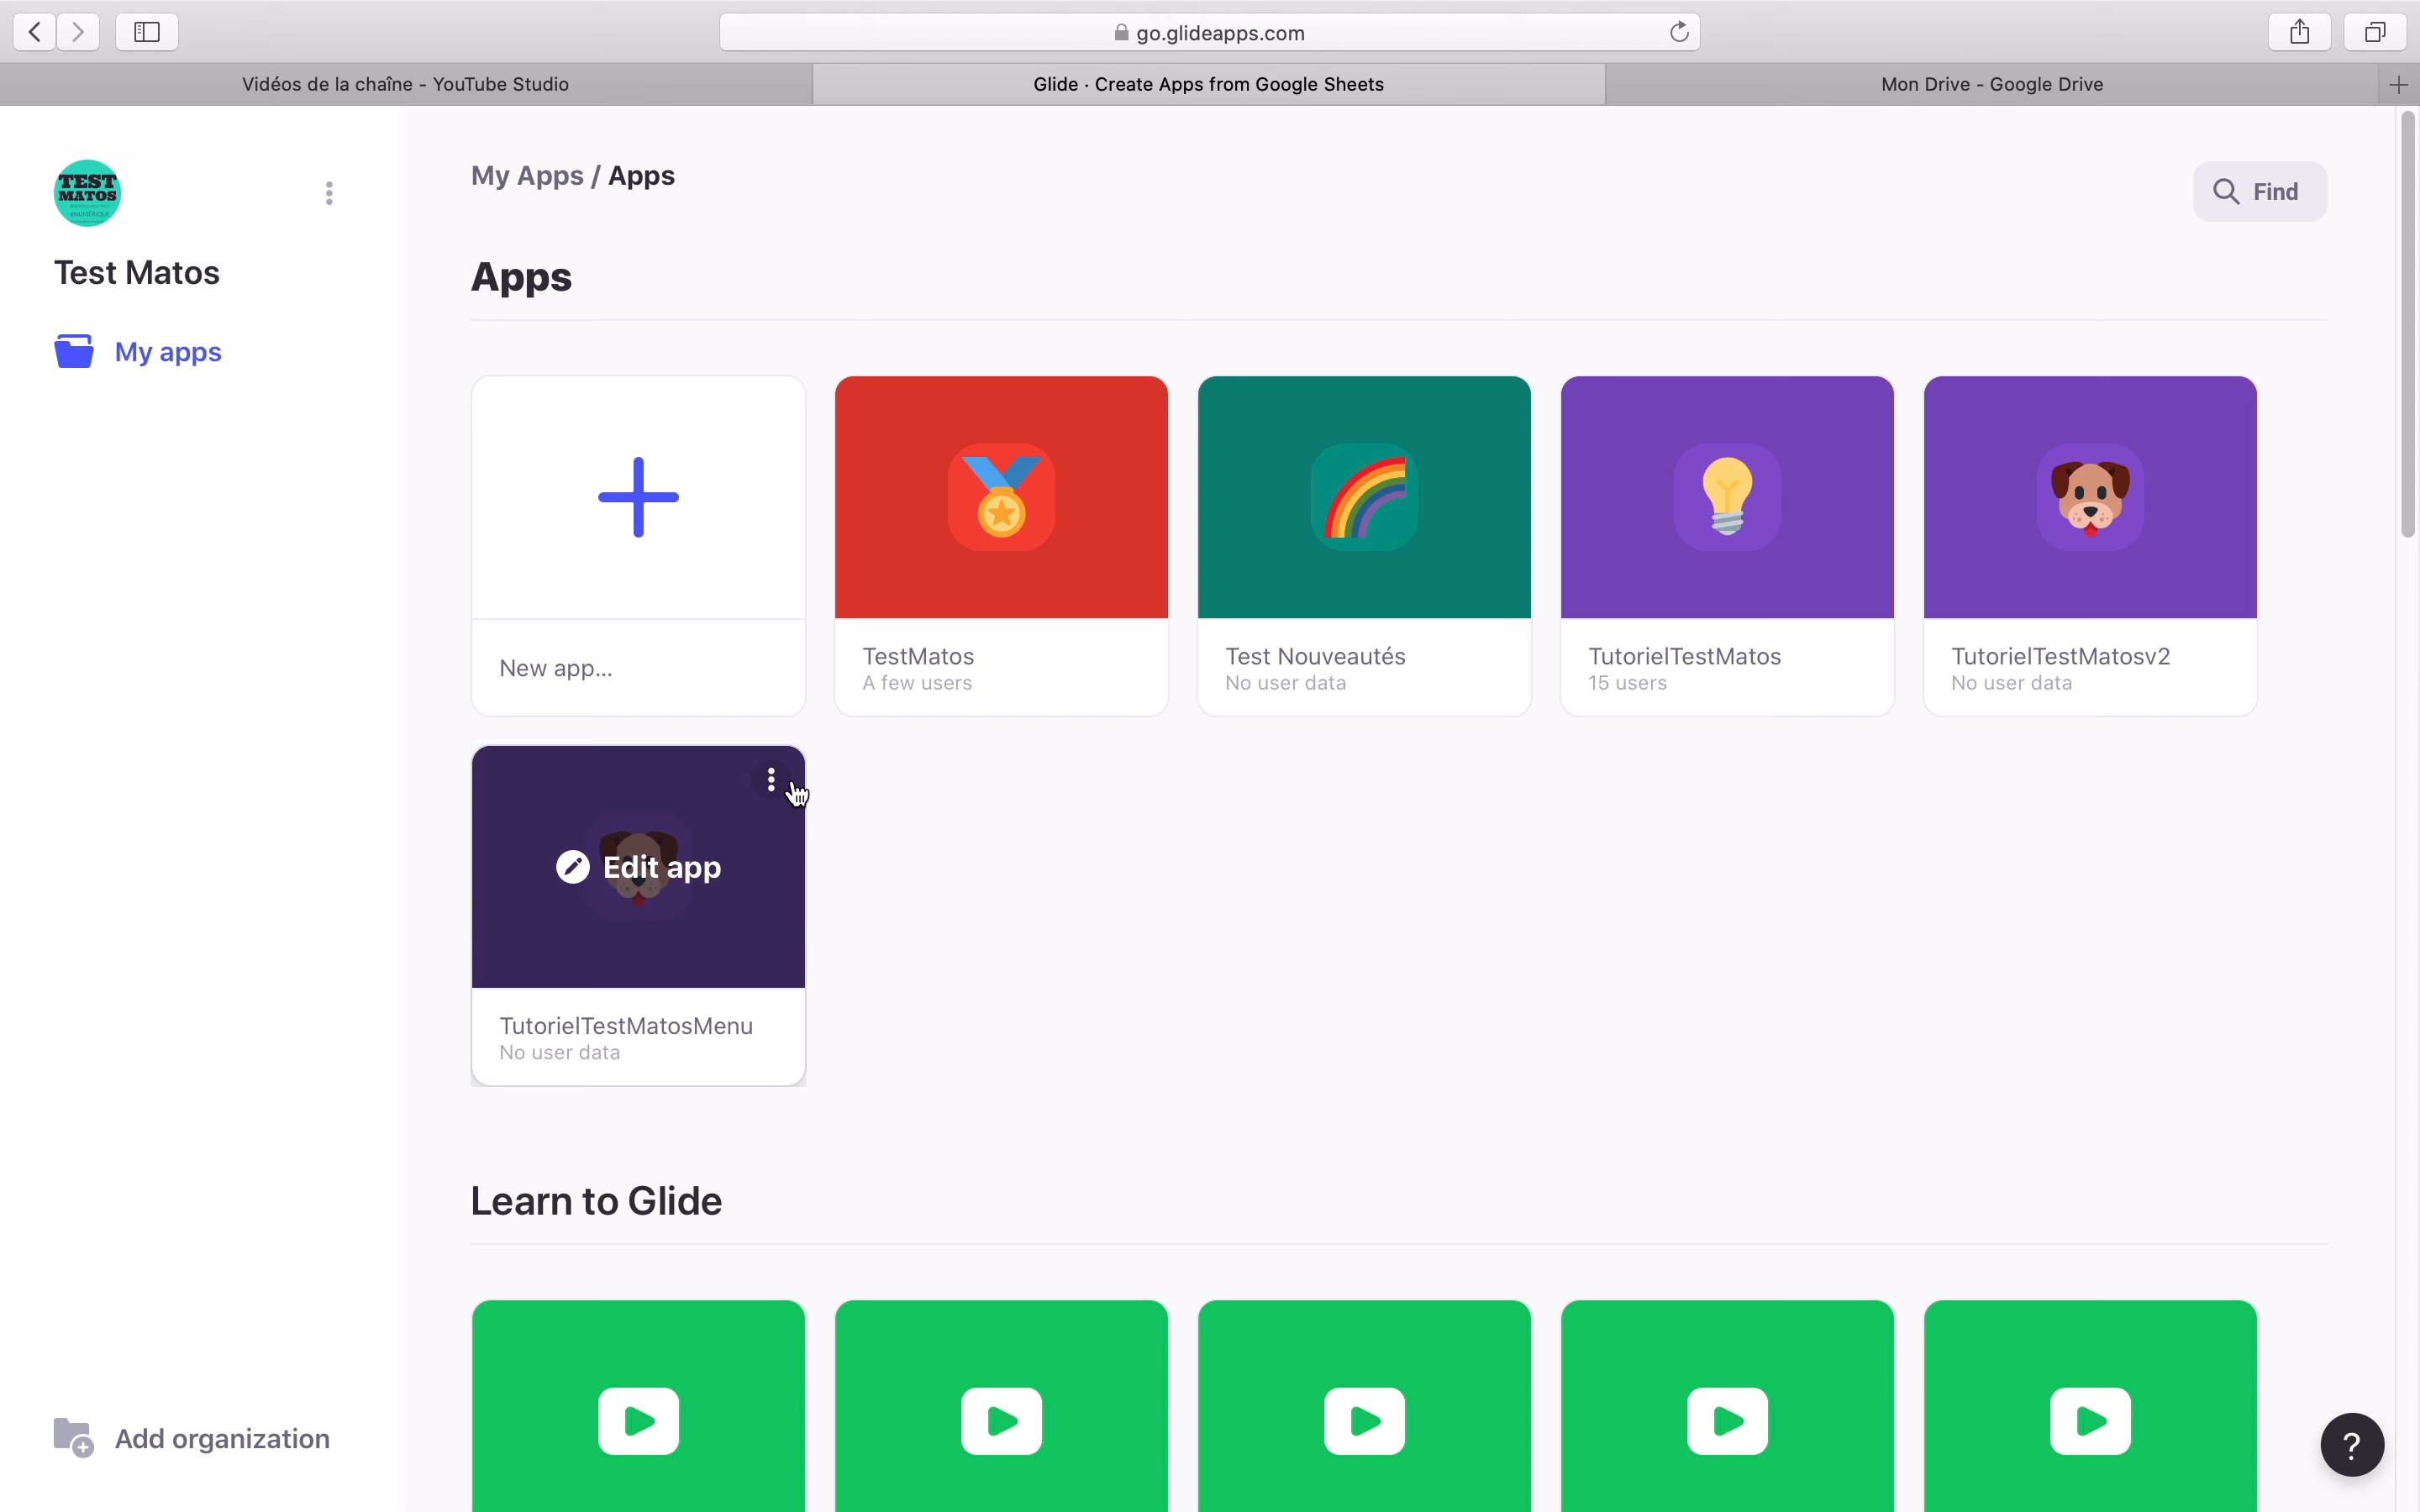 go.glideapps.com
Vidéos de la chaîne - YouTube Studio
Glide · Create Apps from Google Sheets
Mon Drive - Google Drive
TEST
MATOS
#NUMÉRIQUE
Test Matos
My apps
My Apps / Apps
Find
Apps
New app...
TestMatos
A few users
Test Nouveautés
No user data
TutorielTestMatos
15 users
TutorielTestMatosv2
No user data
Edit app
TutorielTestMatosMenu
No user data
Learn to Glide
Add organization
?